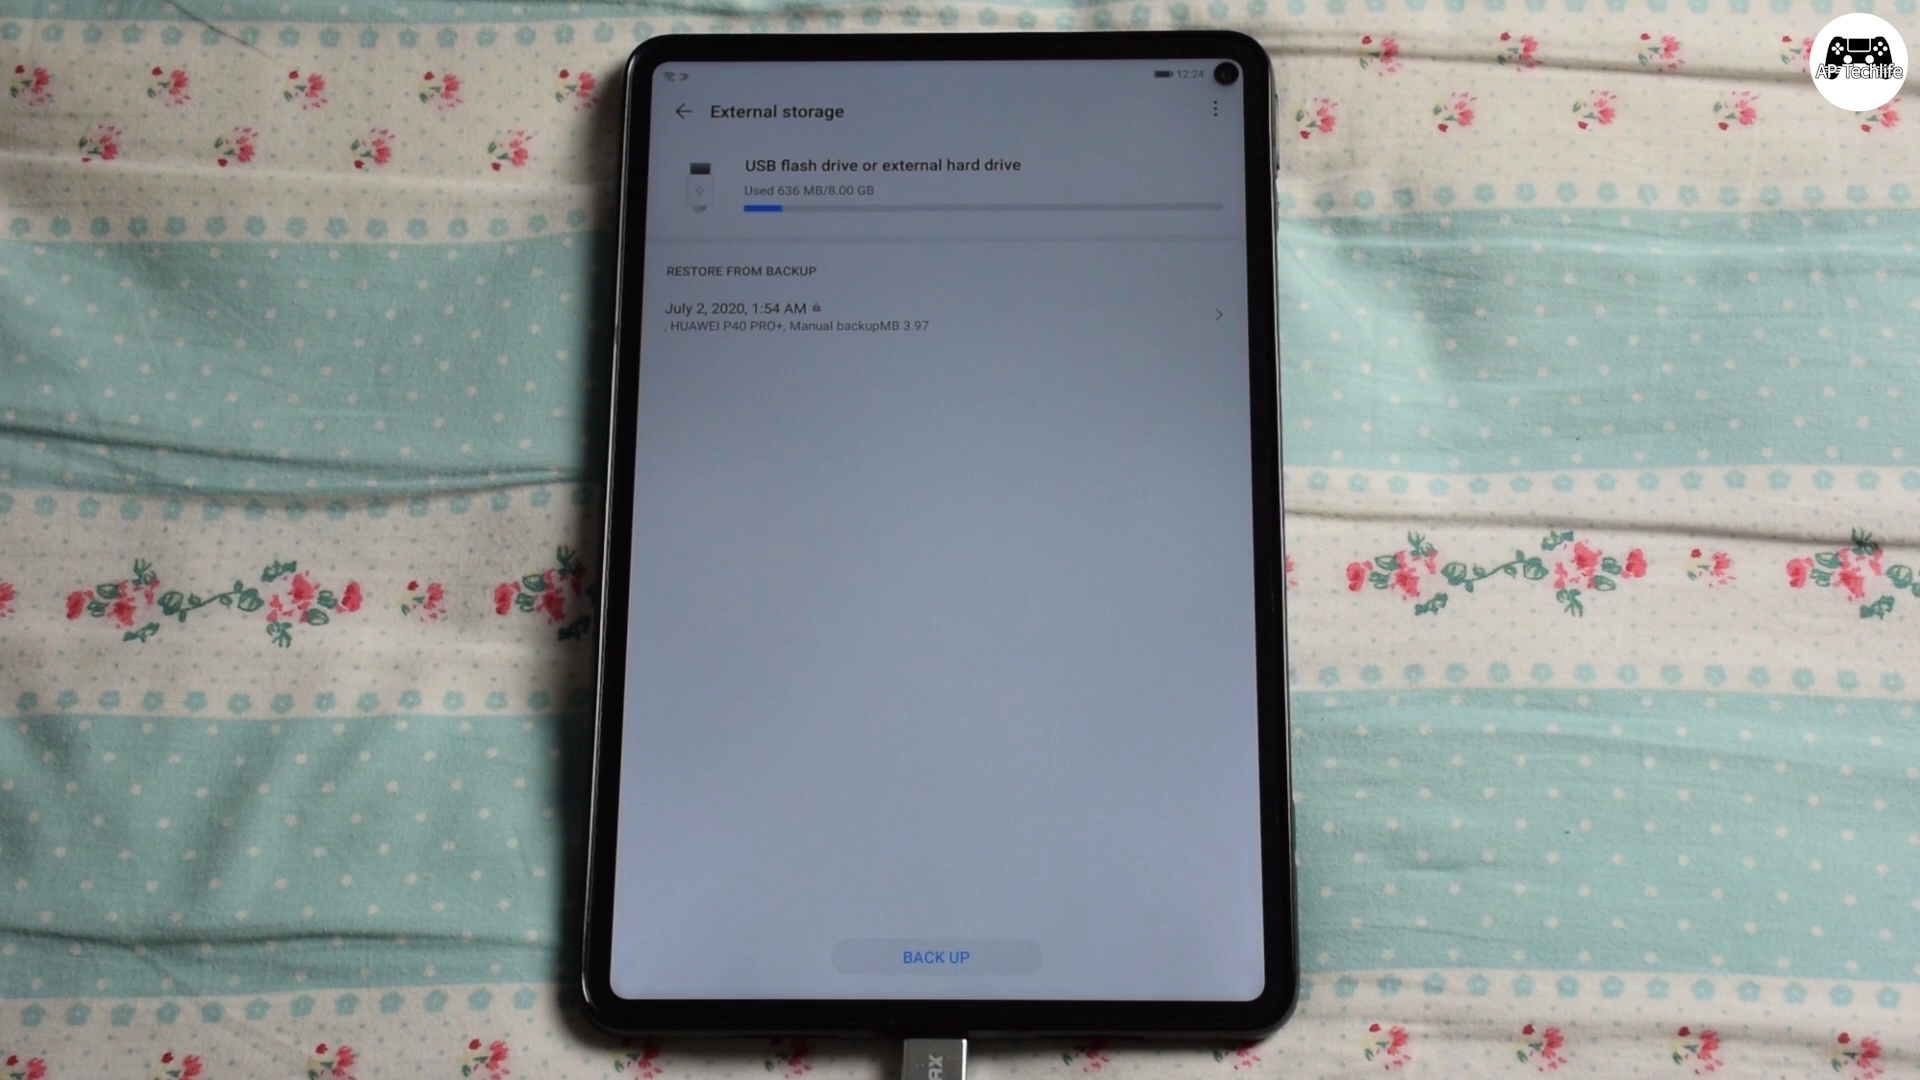 AP Techlife
12:24
External storage
USB flash drive or external hard drive
Used 636 MB/8.00 GB
RESTORE FROM BACKUP
July 2, 2020, 1:54 AM
, HUAWEI P40 PRO+, Manual backupMB 3.97
BACK UP
AX